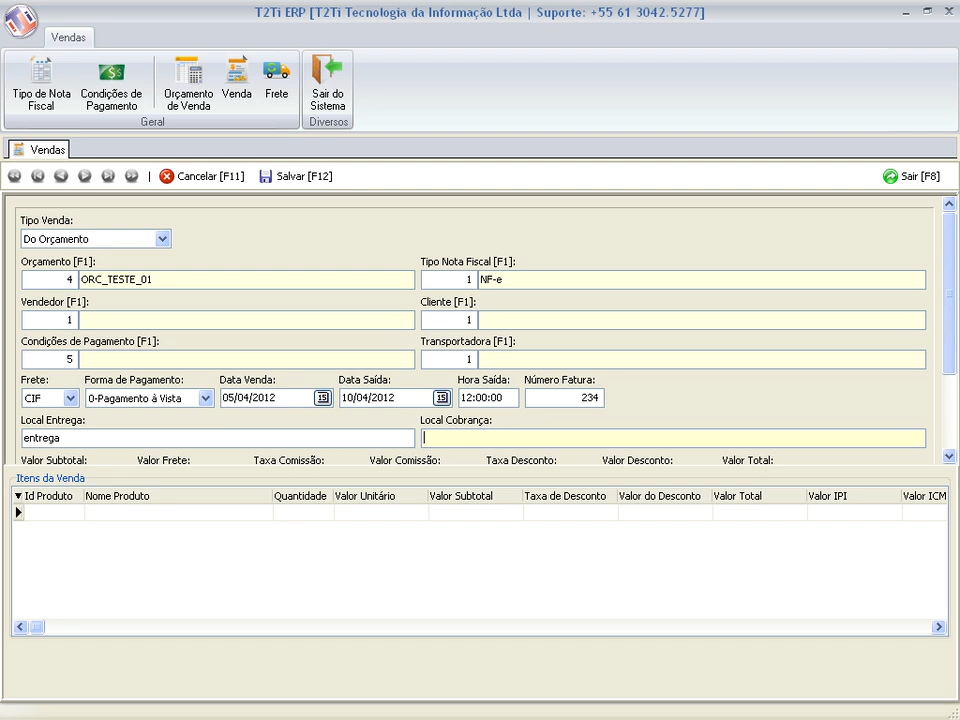 T2Ti ERP [T2Ti Tecnologia da Informação Ltda | Suporte: +55 61 3042.5277]
Vendas
Tipo de Nota Fiscal
Condições de Pagamento
Orçamento de Venda
Venda
Frete
Sair do Sistema
Geral
Diversos
Vendas
Cancelar [F11]
Salvar [F12]
Sair [F8]
Tipo Venda:
Do Orçamento
Orçamento [F1]:
Tipo Nota Fiscal [F1]:
4 ORC_TESTE_01
1 NF-e
Vendedor [F1]:
Cliente [F1]:
1
1
Condições de Pagamento [F1]:
Transportadora [F1]:
5
1
Frete: Forma de Pagamento: Data Venda: Data Saída: Hora Saída: Número Fatura:
CIF 0-Pagamento à Vista 05/04/2012 15 10/04/2012 15 12:00:00 234
Local Entrega:
Local Cobrança:
entrega
Valor Subtotal: Valor Frete: Taxa Comissão: Valor Comissão: Taxa Desconto: Valor Desconto: Valor Total:
Itens da Venda
Id Produto Nome Produto Quantidade Valor Unitário Valor Subtotal Taxa de Desconto Valor do Desconto Valor Total Valor IPI Valor ICM